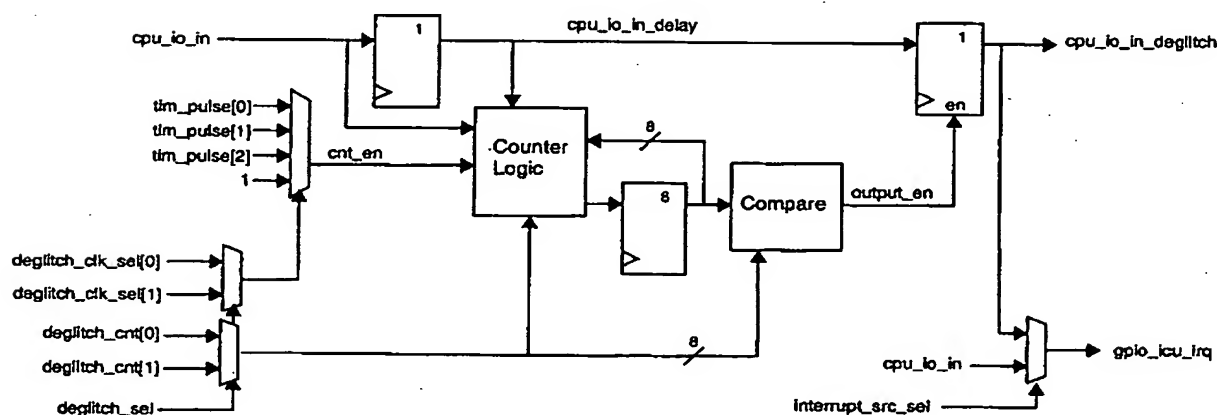 cpu_io_in
1
cpu_io_in_delay
1
en
cpu_io_in_deglitch
tim_pulse[0]
tim_pulse[1]
tim_pulse[2]
1
cnt_en
Counter
Logic
8
8
Compare
output_en
deglitch_clk_sel[0]
deglitch_clk_sel[1]
deglitch_cnt[0]
deglitch_cnt[1]
8
deglitch_sel
cpu_io_in
gpio_icu_irq
interrupt_src_sel